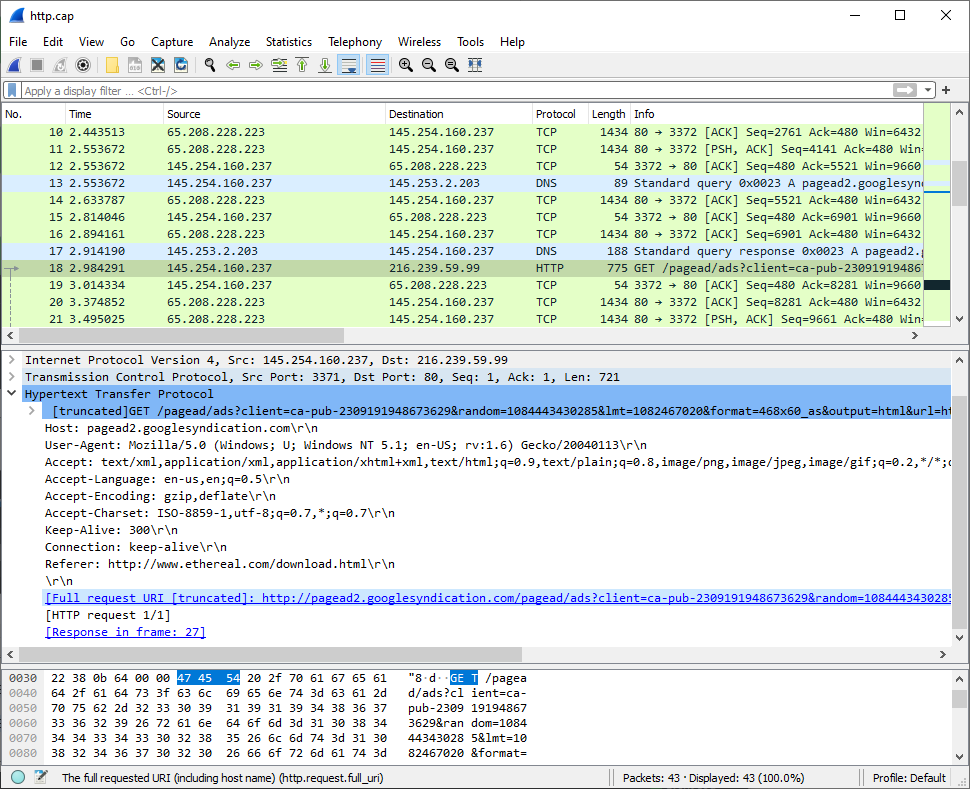 http.cap
File Edit View Go Capture Analyze Statistics Telephony Wireless Tools Help
Apply a display filter ... <Ctrl-/>
No. Time Source Destination Protocol Length Info
10 2.443513 65.208.228.223 145.254.160.237 TCP 1434 80 → 3372 [ACK] Seq=2761 Ack=480 Win=6432
11 2.553672 65.208.228.223 145.254.160.237 TCP 1434 80 → 3372 [PSH, ACK] Seq=4141 Ack=480 Win=
12 2.553672 145.254.160.237 65.208.228.223 TCP 54 3372 → 80 [ACK] Seq=480 Ack=5521 Win=9660
13 2.553672 145.254.160.237 145.253.2.203 DNS 89 Standard query 0x0023 A pagead2.googlesynd
14 2.633787 65.208.228.223 145.254.160.237 TCP 1434 80 → 3372 [ACK] Seq=5521 Ack=480 Win=6432
15 2.814046 145.254.160.237 65.208.228.223 TCP 54 3372 → 80 [ACK] Seq=480 Ack=6901 Win=9660
16 2.894161 65.208.228.223 145.254.160.237 TCP 1434 80 → 3372 [ACK] Seq=6901 Ack=480 Win=6432
17 2.914190 145.253.2.203 145.254.160.237 DNS 188 Standard query response 0x0023 A pagead2.g
18 2.984291 145.254.160.237 216.239.59.99 HTTP 775 GET /pagead/ads?client=ca-pub-230919194867
19 3.014334 145.254.160.237 65.208.228.223 TCP 54 3372 → 80 [ACK] Seq=480 Ack=8281 Win=9660
20 3.374852 65.208.228.223 145.254.160.237 TCP 1434 80 → 3372 [ACK] Seq=8281 Ack=480 Win=6432
21 3.495025 65.208.228.223 145.254.160.237 TCP 1434 80 → 3372 [PSH, ACK] Seq=9661 Ack=480 Win=
Internet Protocol Version 4, Src: 145.254.160.237, Dst: 216.239.59.99
Transmission Control Protocol, Src Port: 3371, Dst Port: 80, Seq: 1, Ack: 1, Len: 721
Hypertext Transfer Protocol
[truncated]GET /pagead/ads?client=ca-pub-2309191948673629&random=1084443430285&lmt=1082467020&format=468x60_as&output=html&url=ht
Host: pagead2.googlesyndication.com\r\n
User-Agent: Mozilla/5.0 (Windows; U; Windows NT 5.1; en-US; rv:1.6) Gecko/20040113\r\n
Accept: text/xml,application/xml,application/xhtml+xml,text/html;q=0.9,text/plain;q=0.8,image/png,image/jpeg,image/gif;q=0.2,*/*;q
Accept-Language: en-us,en;q=0.5\r\n
Accept-Encoding: gzip,deflate\r\n
Accept-Charset: ISO-8859-1,utf-8;q=0.7,*;q=0.7\r\n
Keep-Alive: 300\r\n
Connection: keep-alive\r\n
Referer: http://www.ethereal.com/download.html\r\n
\r\n
[Full request URI [truncated]: http://pagead2.googlesyndication.com/pagead/ads?client=ca-pub-2309191948673629&random=1084443430285
[HTTP request 1/1]
[Response in frame: 27]
0030 22 38 0b 64 00 00 47 45 54 20 2f 70 61 67 65 61 "8·d··GE T /pagea
0040 64 2f 61 64 73 3f 63 6c 69 65 6e 74 3d 63 61 2d d/ads?cl ient=ca-
0050 70 75 62 2d 32 33 30 39 31 39 31 39 34 38 36 37 pub-2309 19194867
0060 33 36 32 39 26 72 61 6e 64 6f 6d 3d 31 30 38 34 3629&ran dom=1084
0070 34 34 33 34 33 30 32 38 35 26 6c 6d 74 3d 31 30 44343028 5&lmt=10
0080 38 32 34 36 37 30 32 30 26 66 6f 72 6d 61 74 3d 82467020 &format=
The full requested URI (including host name) (http.request.full_uri) Packets: 43 · Displayed: 43 (100.0%) Profile: Default